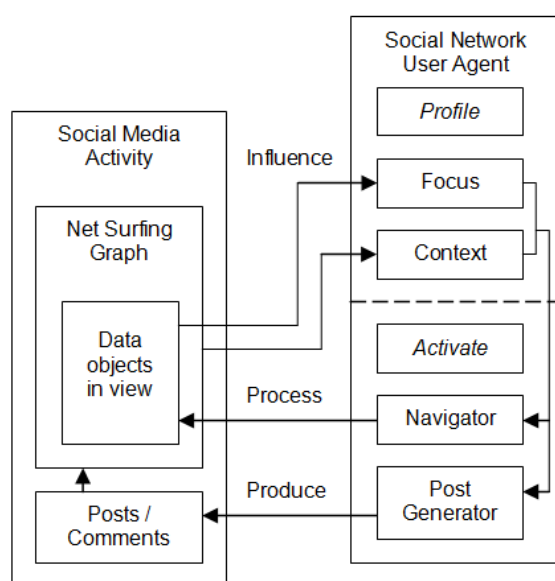 Social Network
User Agent
Profile
Social Media
Activity
Influence
Focus
Net Surfing
Graph
Context
Data
objects
in view
Activate
Process
Navigator
Produce
Post
Generator
Posts /
Comments